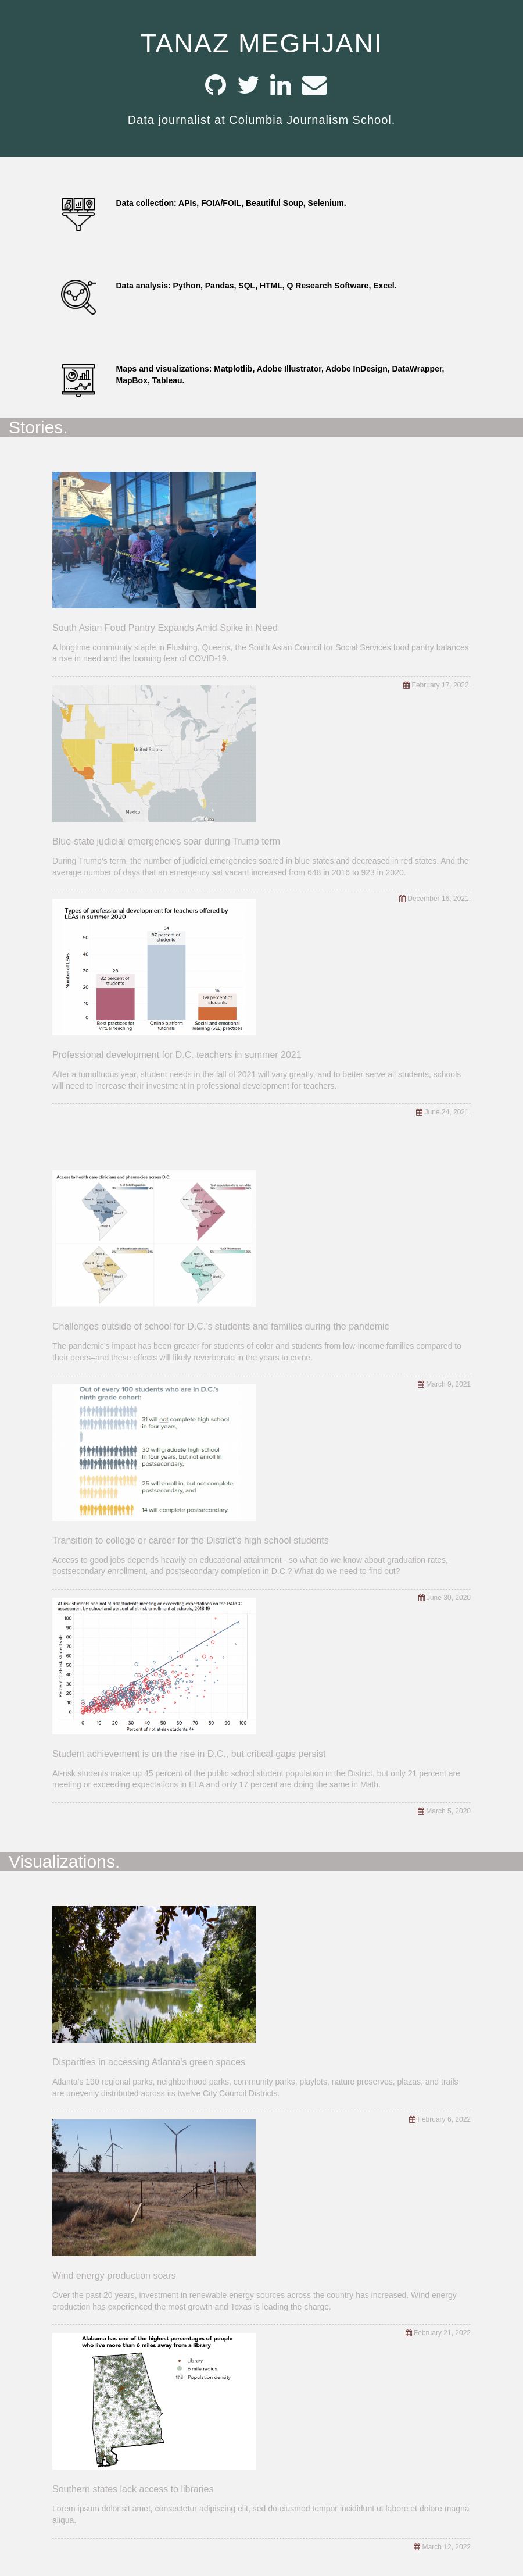 TANAZ MEGHJANI
Data journalist at Columbia Journalism School.
Data collection: APIs, FOIA/FOIL, Beautiful Soup, Selenium.
Data analysis: Python, Pandas, SQL, HTML, Q Research Software, Excel.
Maps and visualizations: Matplotlib, Adobe Illustrator, Adobe InDesign, DataWrapper,
MapBox, Tableau.
Stories.
South Asian Food Pantry Expands Amid Spike in Need
A longtime community staple in Flushing, Queens, the South Asian Council for Social Services food pantry balances
a rise in need and the looming fear of COVID-19.
February 17, 2022.
United States
Mexico
Blue-state judicial emergencies soar during Trump term
During Trump's term, the number of judicial emergencies soared in blue states and decreased in red states. And the
average number of days that an emergency sat vacant increased from 648 in 2016 to 923 in 2020.
December 16, 2021.
Types of professional development for teachers offered by
LEAs in summer 2020
Number of LEAs
50
40
30
20
10
0
28
82 percent of
students
54
87 percent of
students
16
69 percent of
students
Best practices for
virtual teaching
Online platform
tutorials
Social and emotional
learning (SEL) practices
Professional development for D.C. teachers in summer 2021
After a tumultuous year, student needs in the fall of 2021 will vary greatly, and to better serve all students, schools
will need to increase their investment in professional development for teachers.
June 24, 2021.
Access to health care clinicians and pharmacies across D.C.
Challenges outside of school for D.C.'s students and families during the pandemic
The pandemic's impact has been greater for students of color and students from low-income families compared to
their peers–and these effects will likely reverberate in the years to come.
March 9, 2021
Out of every 100 students who are in D.C.'s
ninth grade cohort:
31 will not complete high school
in four years,
30 will graduate high school
in four years, but not enroll in
postsecondary,
25 will enroll in, but not complete,
postsecondary, and
14 will complete postsecondary.
Transition to college or career for the District's high school students
Access to good jobs depends heavily on educational attainment - so what do we know about graduation rates,
postsecondary enrollment, and postsecondary completion in D.C.? What do we need to find out?
June 30, 2020
At-risk students and not at-risk students meeting or exceeding expectations on the PARCC
assessment by school and percent of at-risk enrollment at schools, 2018-19
Percent of at-risk students 4+
100
90
80
70
60
50
40
30
20
10
0
0 10 20 30 40 50 60 70 80 90 100
Percent of not at-risk students 4+
Student achievement is on the rise in D.C., but critical gaps persist
At-risk students make up 45 percent of the public school student population in the District, but only 21 percent are
meeting or exceeding expectations in ELA and only 17 percent are doing the same in Math.
March 5, 2020
Visualizations.
Disparities in accessing Atlanta's green spaces
Atlanta's 190 regional parks, neighborhood parks, community parks, playlots, nature preserves, plazas, and trails
are unevenly distributed across its twelve City Council Districts.
February 6, 2022
Wind energy production soars
Over the past 20 years, investment in renewable energy sources across the country has increased. Wind energy
production has experienced the most growth and Texas is leading the charge.
February 21, 2022
Alabama has one of the highest percentages of people
who live more than 6 miles away from a library
Library
6 mile radius
Population density
Southern states lack access to libraries
Lorem ipsum dolor sit amet, consectetur adipiscing elit, sed do eiusmod tempor incididunt ut labore et dolore magna
aliqua.
March 12, 2022